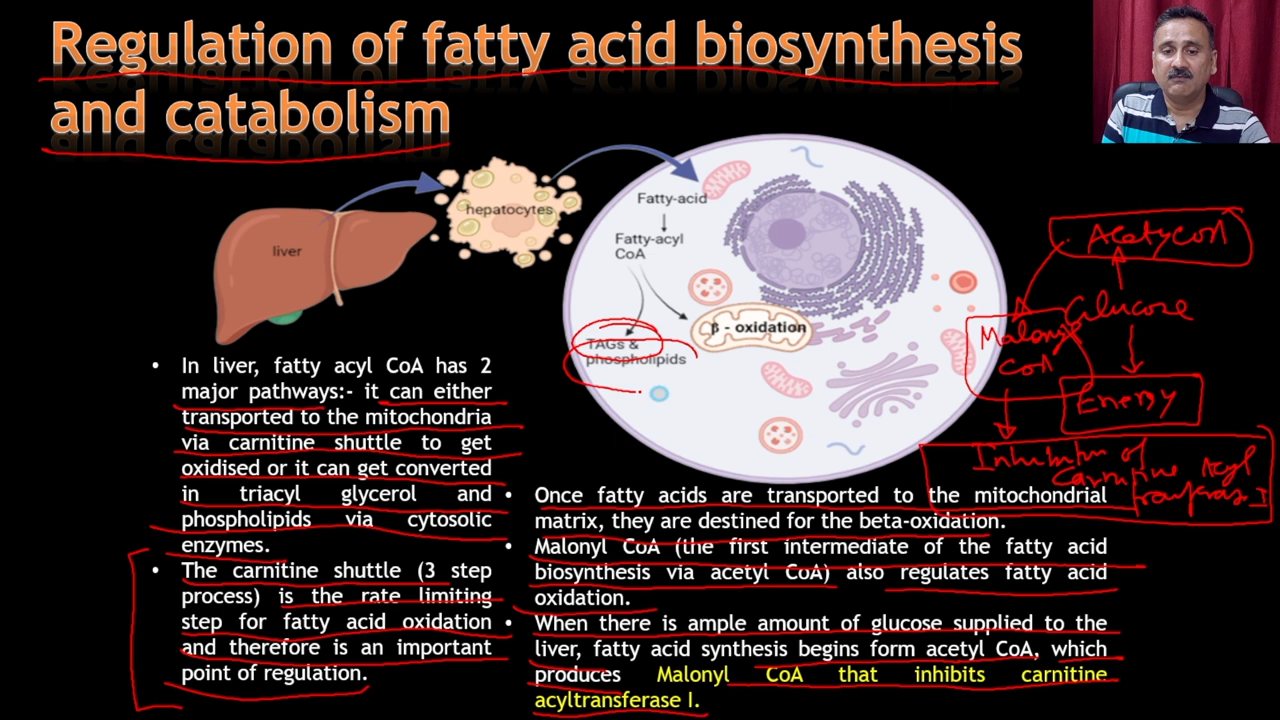 Regulation of fatty acid biosynthesis
and catabolism
liver
hepatocytes
Fatty-acid
Fatty-acyl
CoA
β - oxidation
TAGs &
phospholipids
AcetycoA
Glucose
Malonyl
CoA
Energy
Inhibition of
Carnitine Acyl
transferase I
• In liver, fatty acyl CoA has 2
major pathways:- it can either
transported to the mitochondria
via carnitine shuttle to get
oxidised or it can get converted
in triacyl glycerol and
phospholipids via cytosolic
enzymes.
• The carnitine shuttle (3 step
process) is the rate limiting
step for fatty acid oxidation
and therefore is an important
point of regulation.
• Once fatty acids are transported to the mitochondrial
matrix, they are destined for the beta-oxidation.
• Malonyl CoA (the first intermediate of the fatty acid
biosynthesis via acetyl CoA) also regulates fatty acid
oxidation.
• When there is ample amount of glucose supplied to the
liver, fatty acid synthesis begins form acetyl CoA, which
produces Malonyl CoA that inhibits carnitine
acyltransferase I.